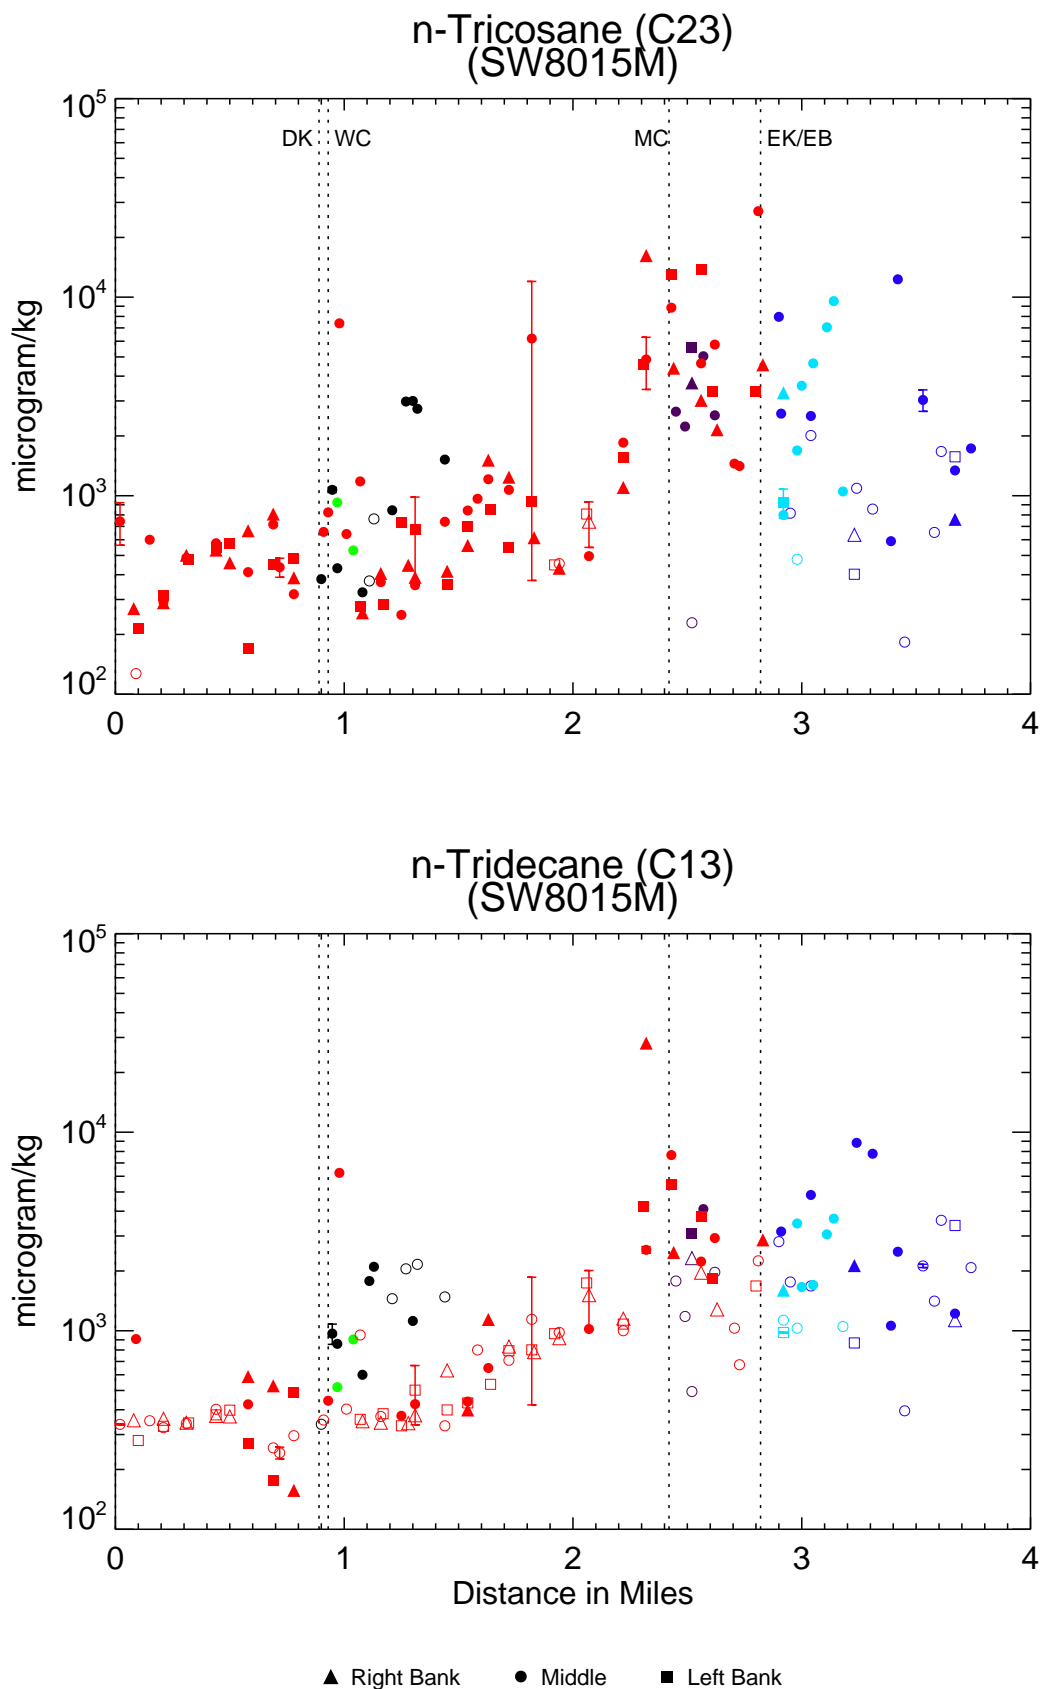 n-Tricosane (C23)
(SW8015M)
10^5
DK WC MC EK/EB
10^4
microgram/kg
10^3
10^2
0 1 2 3 4
n-Tridecane (C13)
(SW8015M)
10^5
10^4
microgram/kg
10^3
10^2
0 1 2 3 4
Distance in Miles
Right Bank Middle Left Bank